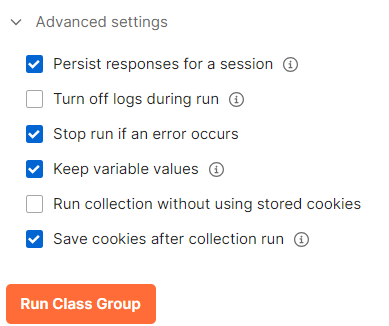 Advanced settings
Persist responses for a session
Turn off logs during run
Stop run if an error occurs
Keep variable values
Run collection without using stored cookies
Save cookies after collection run
Run Class Group